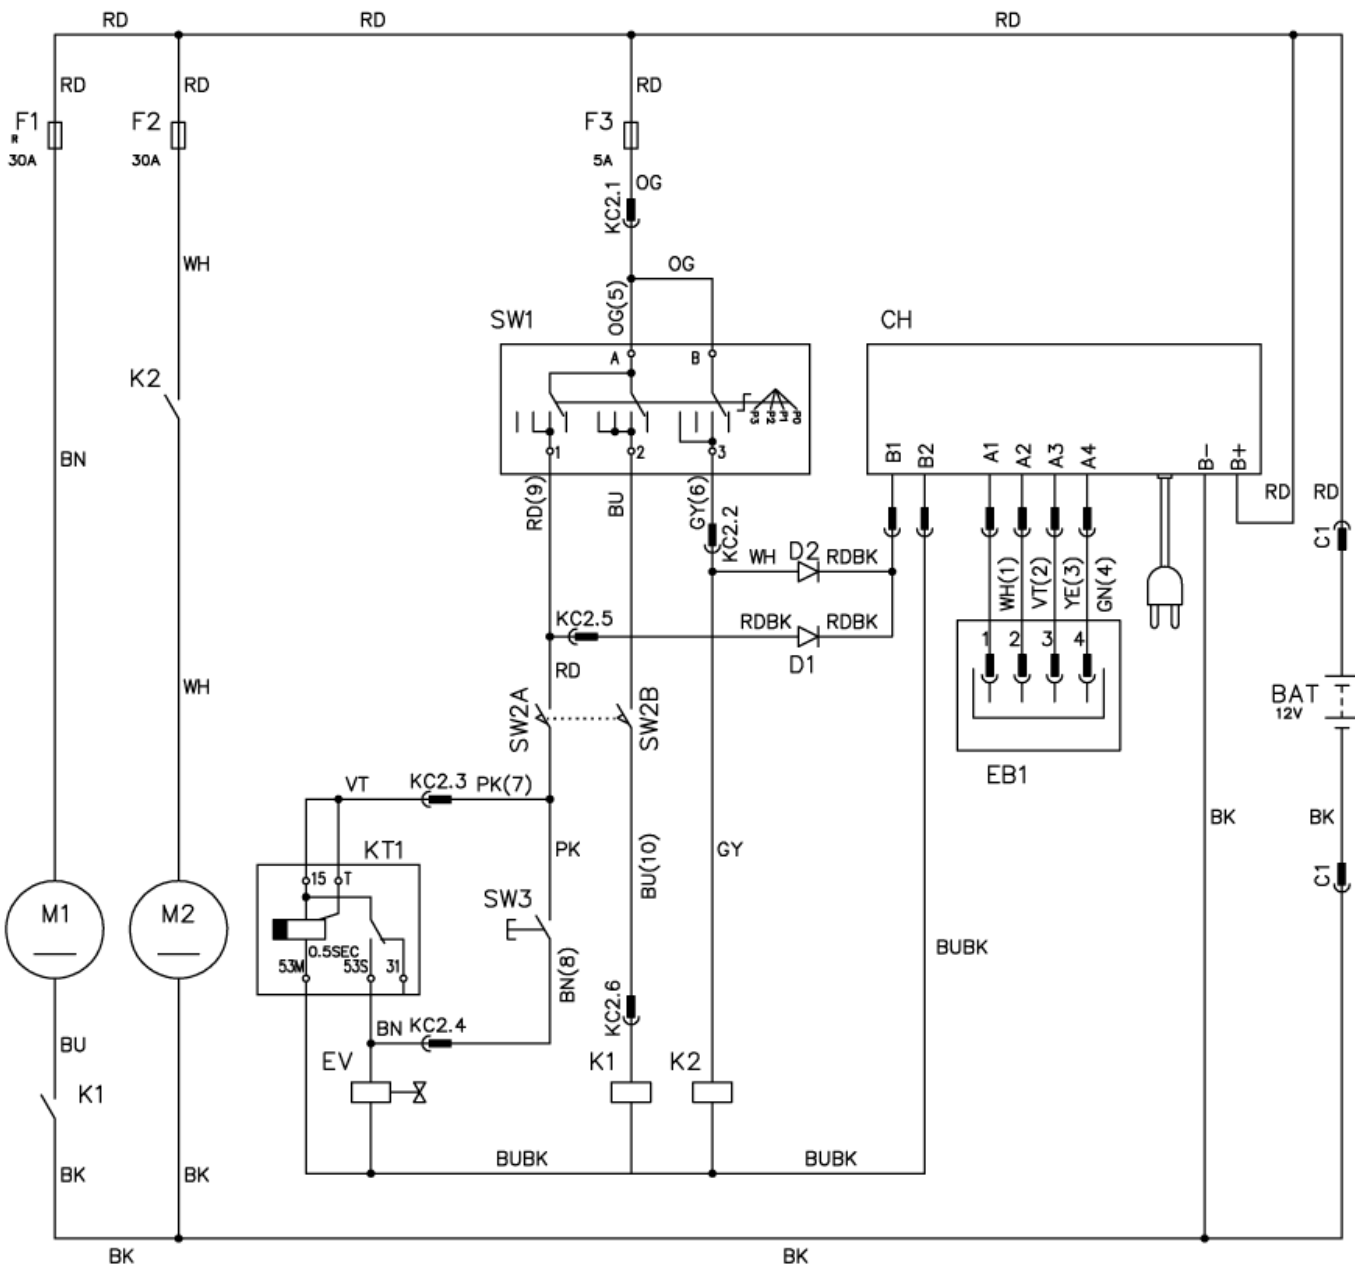 RD RD RD
RD RD RD
F1 F2 F3
R
30A 30A 5A
OG
KC2.1
WH OG
OG(5)
SW1 CH
A B
K2
P3 P2 P1 P0
1 2 3
BN
B1 B2 A1 A2 A3 A4 B- B+
RD(9) BU GY(6) RD RD
KC2.2 C1
WH D2 RDBK
WH(1) VT(2) YE(3) GN(4)
KC2.5 RDBK RDBK
D1
1 2 3 4
RD
WH
SW2A SW2B
BAT
12V
EB1
VT KC2.3 PK(7)
BK BK
KT1 PK BU(10) GY
15 T
C1
SW3
M1 M2
0.5SEC
53M 53S 31
BN(8)
BUBK
KC2.6
BN KC2.4
BU
EV K1 K2
K1
BUBK BUBK
BK BK
BK BK